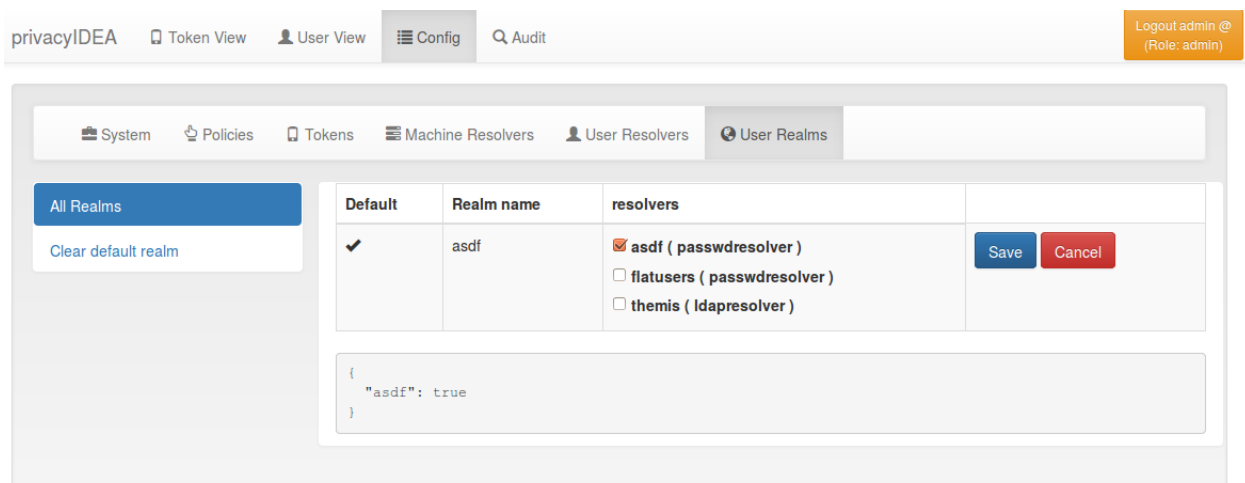 privacyIDEA Token View User View Config Audit Logout admin @
(Role: admin)
System Policies Tokens Machine Resolvers User Resolvers User Realms
All Realms
Clear default realm
Default Realm name resolvers
asdf asdf ( passwdresolver ) Save Cancel
flatusers ( passwdresolver )
themis ( ldapresolver )
{
"asdf": true
}